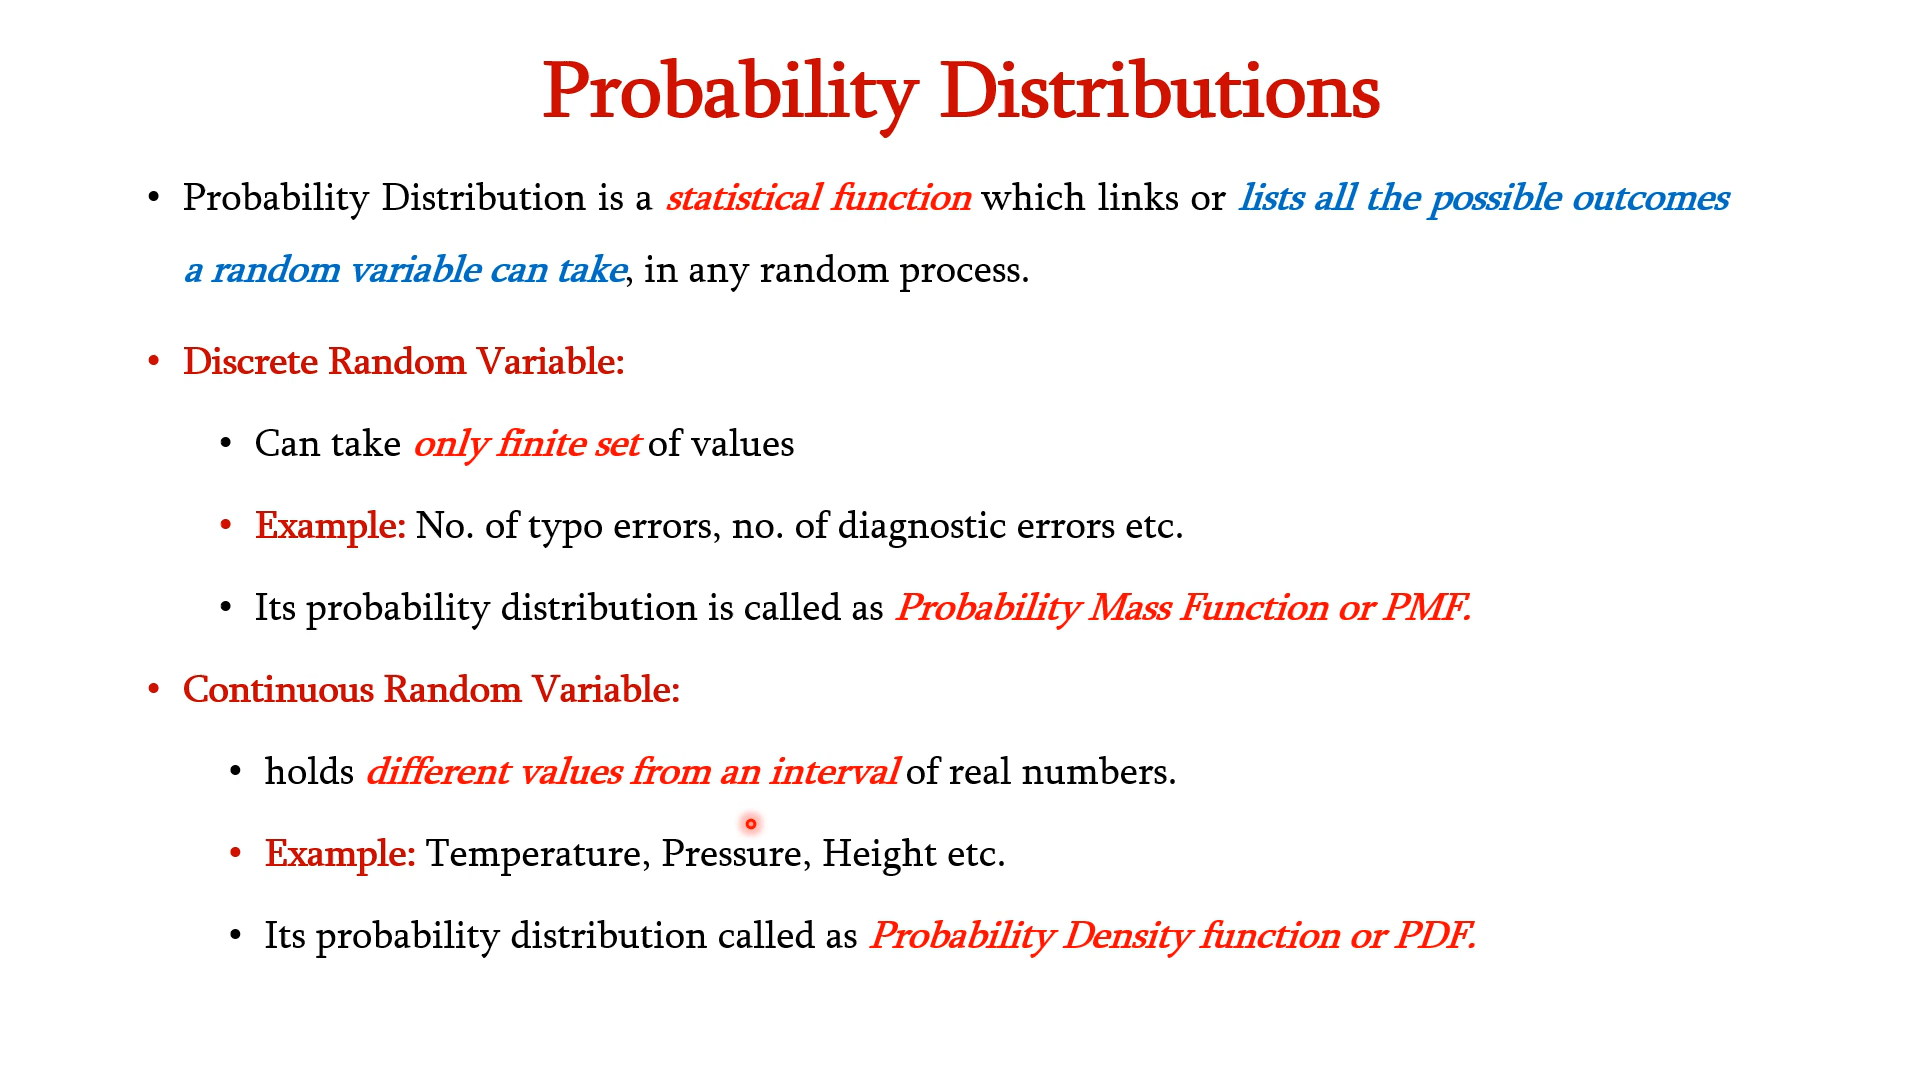 Probability Distributions
• Probability Distribution is a statistical function which links or lists all the possible outcomes
a random variable can take, in any random process.
• Discrete Random Variable:
• Can take only finite set of values
• Example: No. of typo errors, no. of diagnostic errors etc.
• Its probability distribution is called as Probability Mass Function or PMF.
• Continuous Random Variable:
• holds different values from an interval of real numbers.
• Example: Temperature, Pressure, Height etc.
• Its probability distribution called as Probability Density function or PDF.